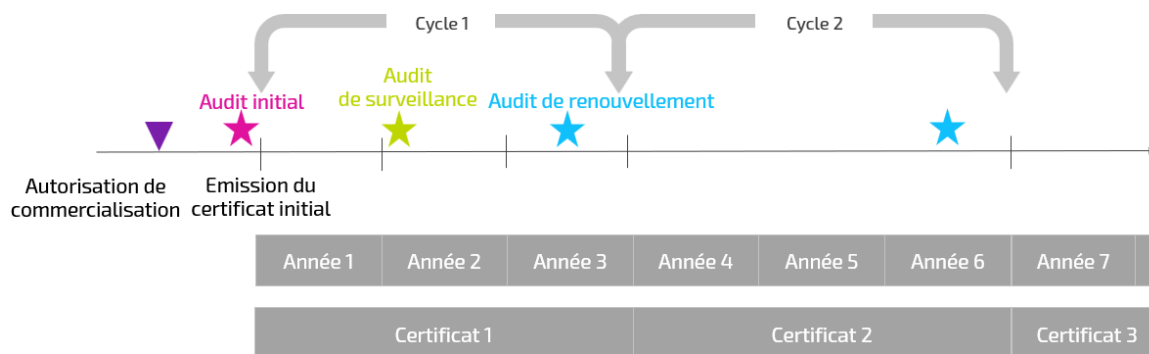 Cycle 1
Cycle 2
Audit initial
Audit
de surveillance
Audit de renouvellement
Autorisation de
commercialisation
Emission du
certificat initial
Année 1
Année 2
Année 3
Année 4
Année 5
Année 6
Année 7
Certificat 1
Certificat 2
Certificat 3